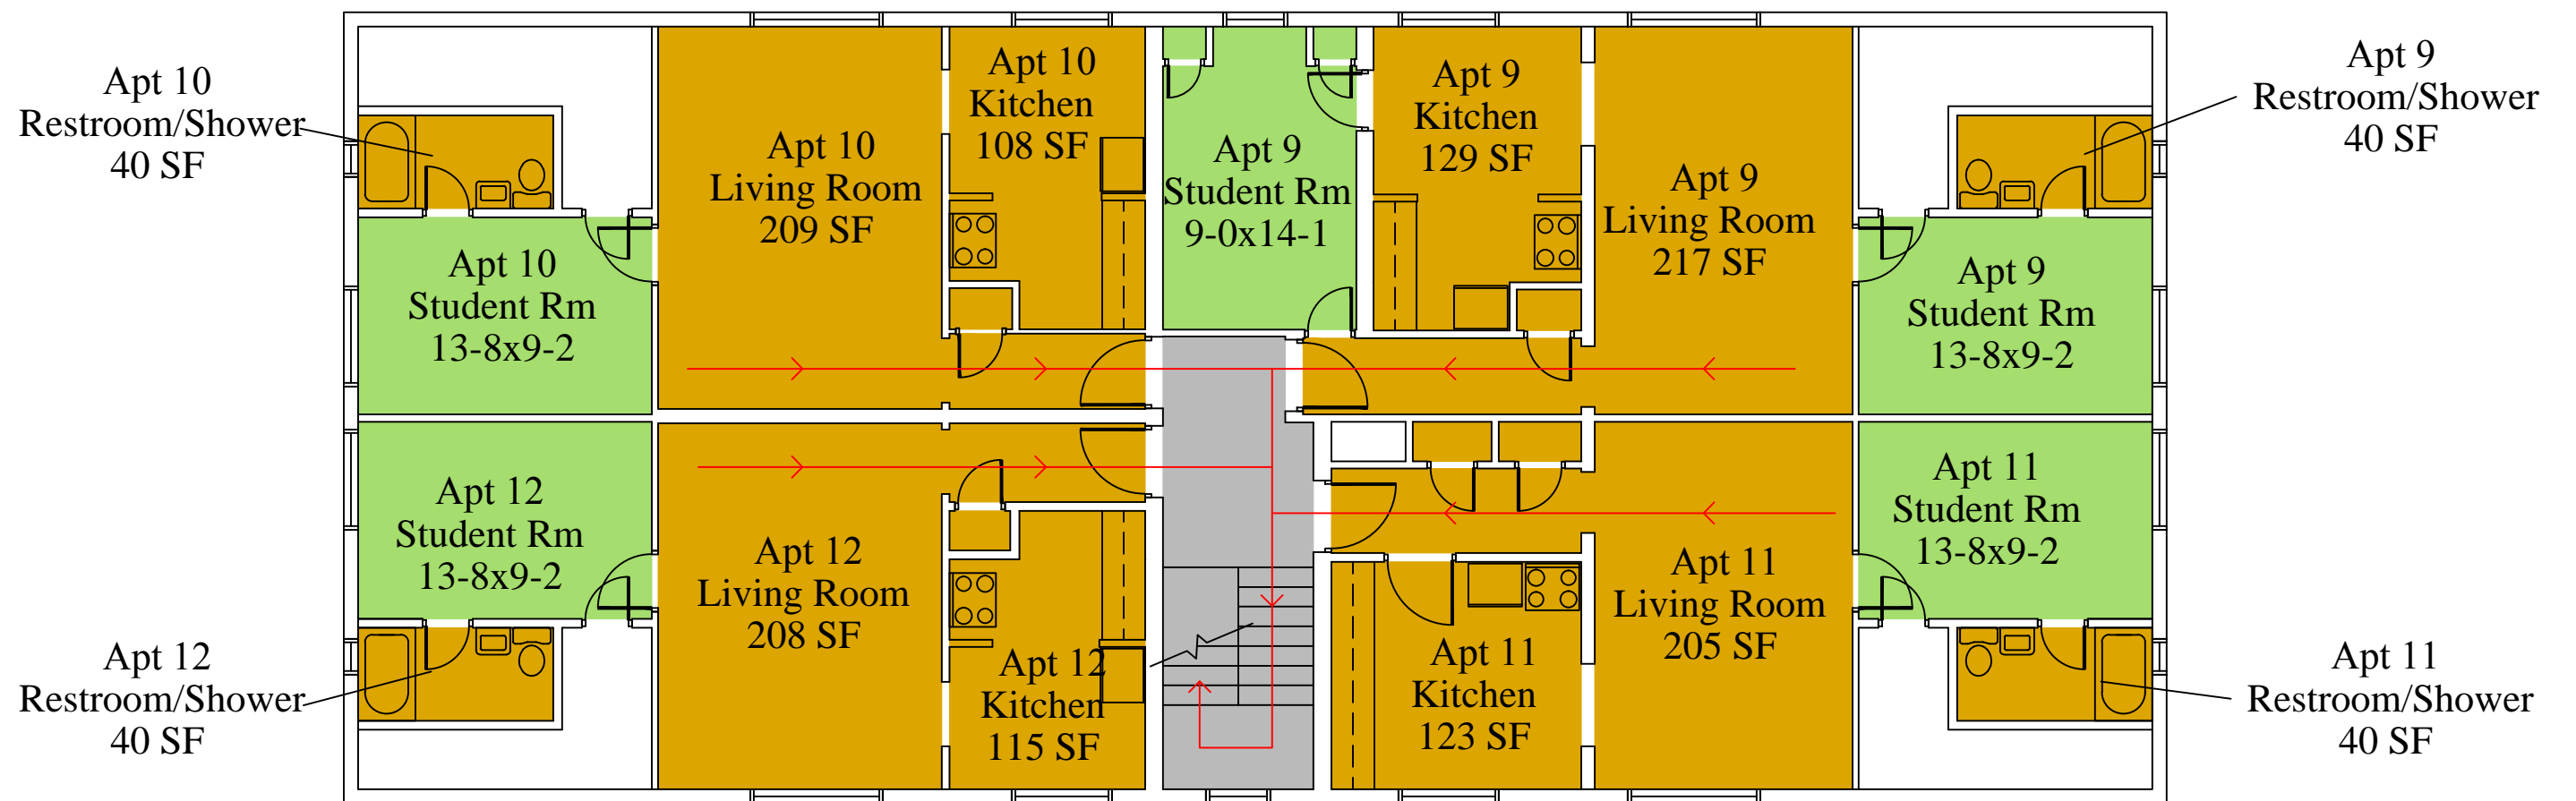 Apt 10
Restroom/Shower
40 SF
Apt 10
Living Room
209 SF
Apt 10
Kitchen
108 SF
Apt 9
Student Rm
9-0x14-1
Apt 9
Kitchen
129 SF
Apt 9
Living Room
217 SF
Apt 9
Restroom/Shower
40 SF
Apt 10
Student Rm
13-8x9-2
Apt 9
Student Rm
13-8x9-2
Apt 12
Student Rm
13-8x9-2
Apt 12
Living Room
208 SF
Apt 12
Kitchen
115 SF
Apt 11
Kitchen
123 SF
Apt 11
Living Room
205 SF
Apt 11
Student Rm
13-8x9-2
Apt 12
Restroom/Shower
40 SF
Apt 11
Restroom/Shower
40 SF